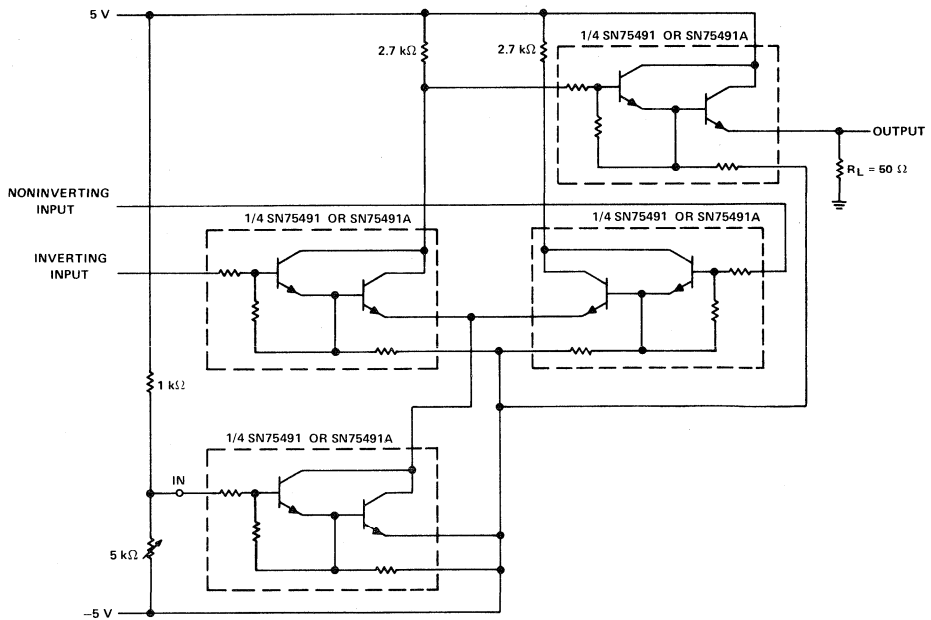 5 V
2.7 kΩ
2.7 kΩ
1/4 SN75491 OR SN75491A
OUTPUT
RL = 50 Ω
NONINVERTING
INPUT
1/4 SN75491 OR SN75491A
1/4 SN75491 OR SN75491A
INVERTING
INPUT
1 kΩ
1/4 SN75491 OR SN75491A
IN
5 kΩ
–5 V